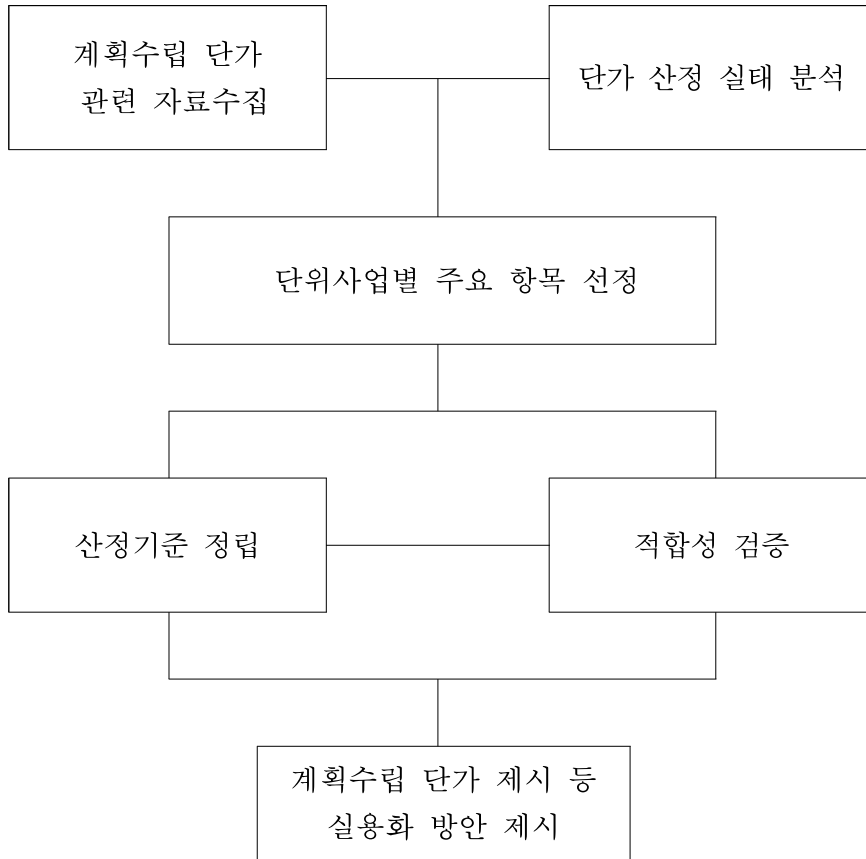 계획수립 단가
관련 자료수집
단가 산정 실태 분석
단위사업별 주요 항목 선정
산정기준 정립
적합성 검증
계획수립 단가 제시 등
실용화 방안 제시